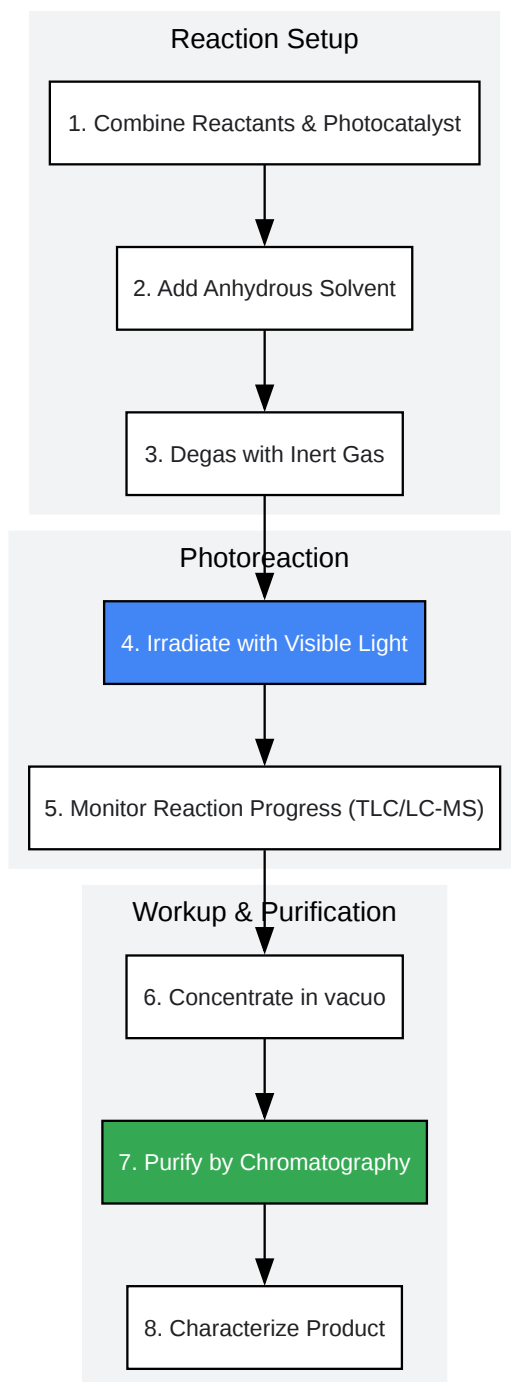 Reaction Setup
1. Combine Reactants & Photocatalyst
2. Add Anhydrous Solvent
3. Degas with Inert Gas
Photoreaction
4. Irradiate with Visible Light
5. Monitor Reaction Progress (TLC/LC-MS)
Workup & Purification
6. Concentrate in vacuo
7. Purify by Chromatography
8. Characterize Product